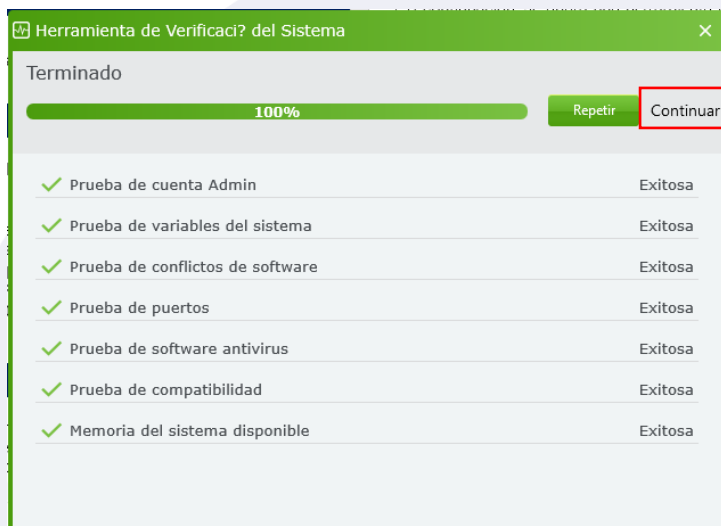 Herramienta de Verificaci? del Sistema
Terminado
100%
Repetir
Continuar
Prueba de cuenta Admin Exitosa
Prueba de variables del sistema Exitosa
Prueba de conflictos de software Exitosa
Prueba de puertos Exitosa
Prueba de software antivirus Exitosa
Prueba de compatibilidad Exitosa
Memoria del sistema disponible Exitosa